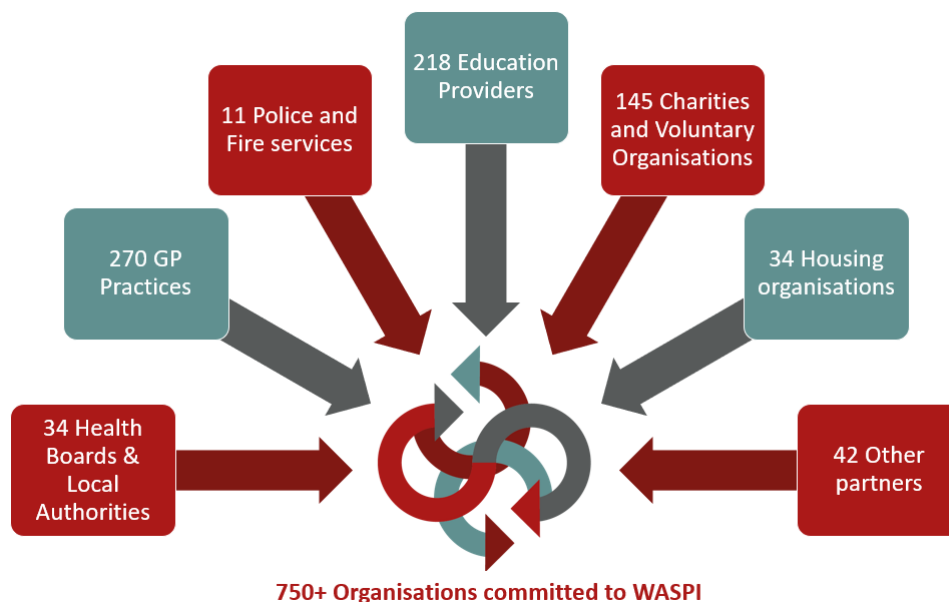 218 Education
Providers
11 Police and
Fire services
145 Charities
and Voluntary
Organisations
270 GP
Practices
34 Housing
organisations
34 Health
Boards &
Local
Authorities
42 Other
partners
750+ Organisations committed to WASPI